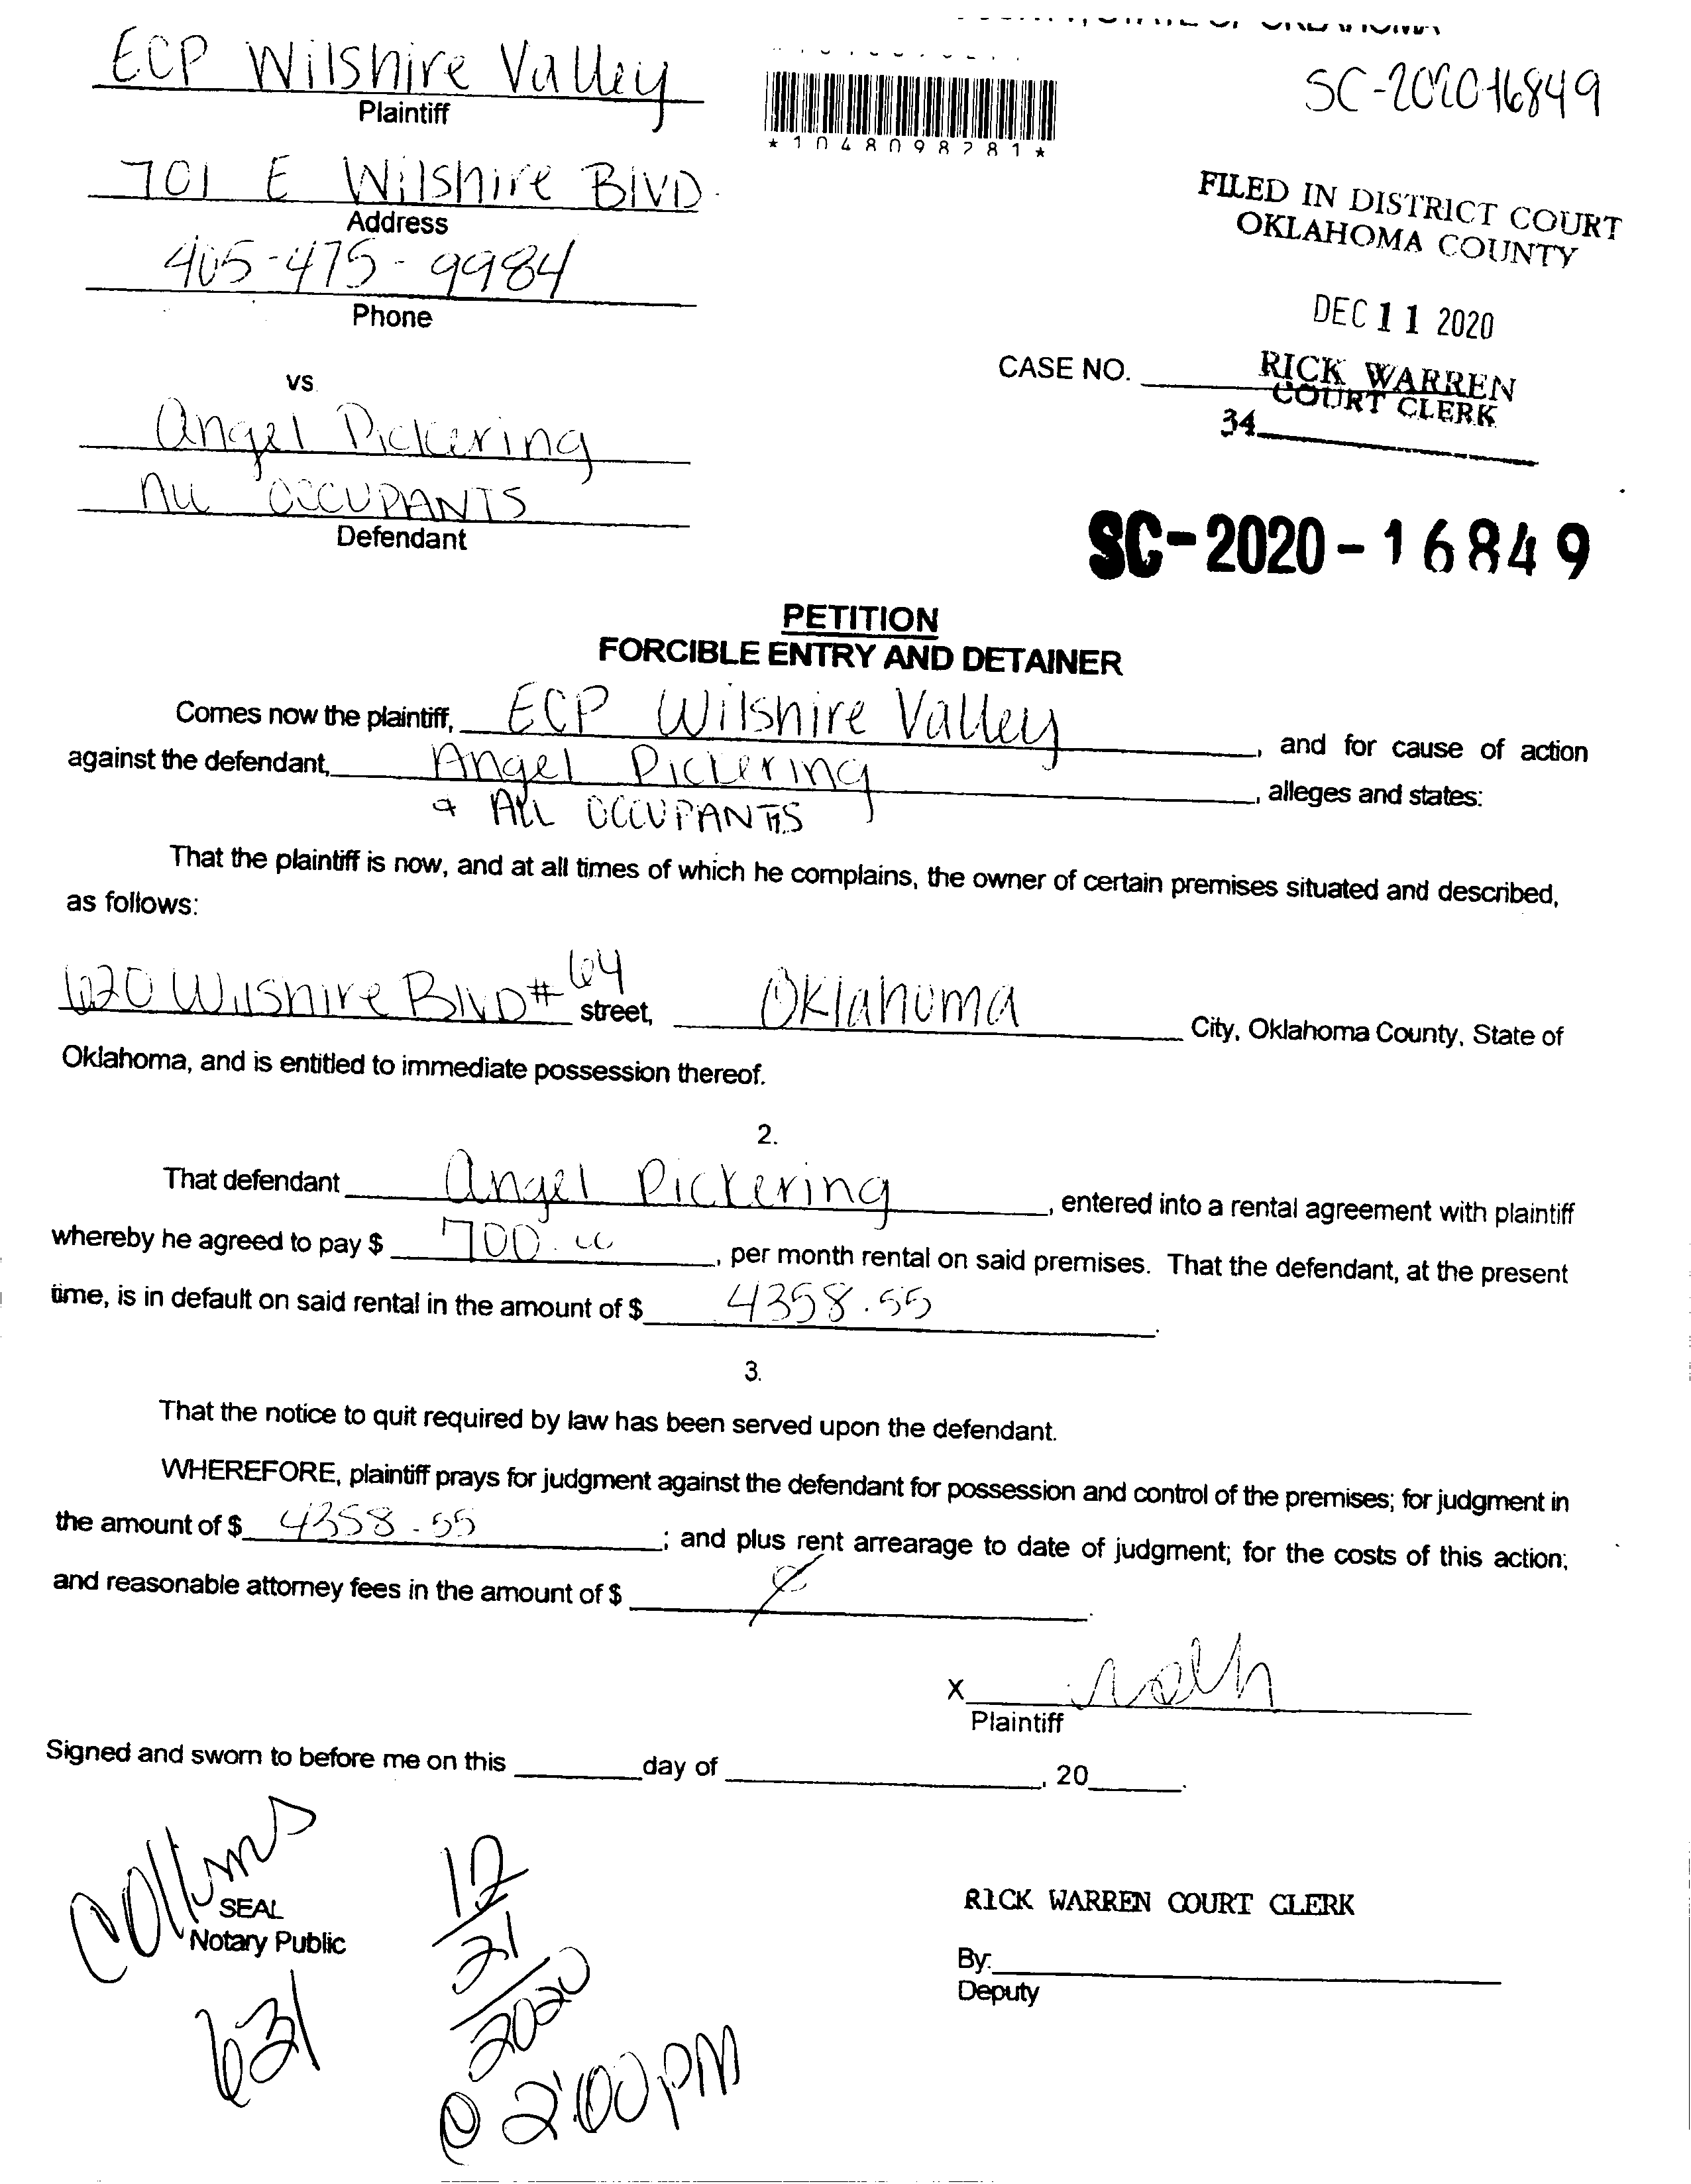 ECP Wilshire Valley
Plaintiff
SC-2020-16849
*1048098281*
701 E Wilshire BLVD.
Address
FILED IN DISTRICT COURT
OKLAHOMA COUNTY
405-475-9984
Phone
DEC 11 2020
CASE NO.
RICK WARREN
COURT CLERK
34
vs.
Angel Pickering
All OCCUPANTS
Defendant
SC-2020-16849
PETITION
FORCIBLE ENTRY AND DETAINER
Comes now the plaintiff, ECP Wilshire Valley, and for cause of action
against the defendant, Angel Pickering, alleges and states:
& ALL OCCUPANTS
That the plaintiff is now, and at all times of which he complains, the owner of certain premises situated and described,
as follows:
620 Wilshire BLVD #64 street, Oklahoma City, Oklahoma County, State of
Oklahoma, and is entitled to immediate possession thereof.
2.
That defendant Angel Pickering, entered into a rental agreement with plaintiff
whereby he agreed to pay $ 700.00, per month rental on said premises. That the defendant, at the present
time, is in default on said rental in the amount of $ 4358.55.
3.
That the notice to quit required by law has been served upon the defendant.
WHEREFORE, plaintiff prays for judgment against the defendant for possession and control of the premises; for judgment in
the amount of $ 4358.55; and plus rent arrearage to date of judgment; for the costs of this action;
and reasonable attorney fees in the amount of $ 0.
X
Plaintiff
Signed and sworn to before me on this day of , 20 .
Collins
SEAL
Notary Public
631
12/21/2020
@ 2:00 PM
RICK WARREN COURT CLERK
By:
Deputy